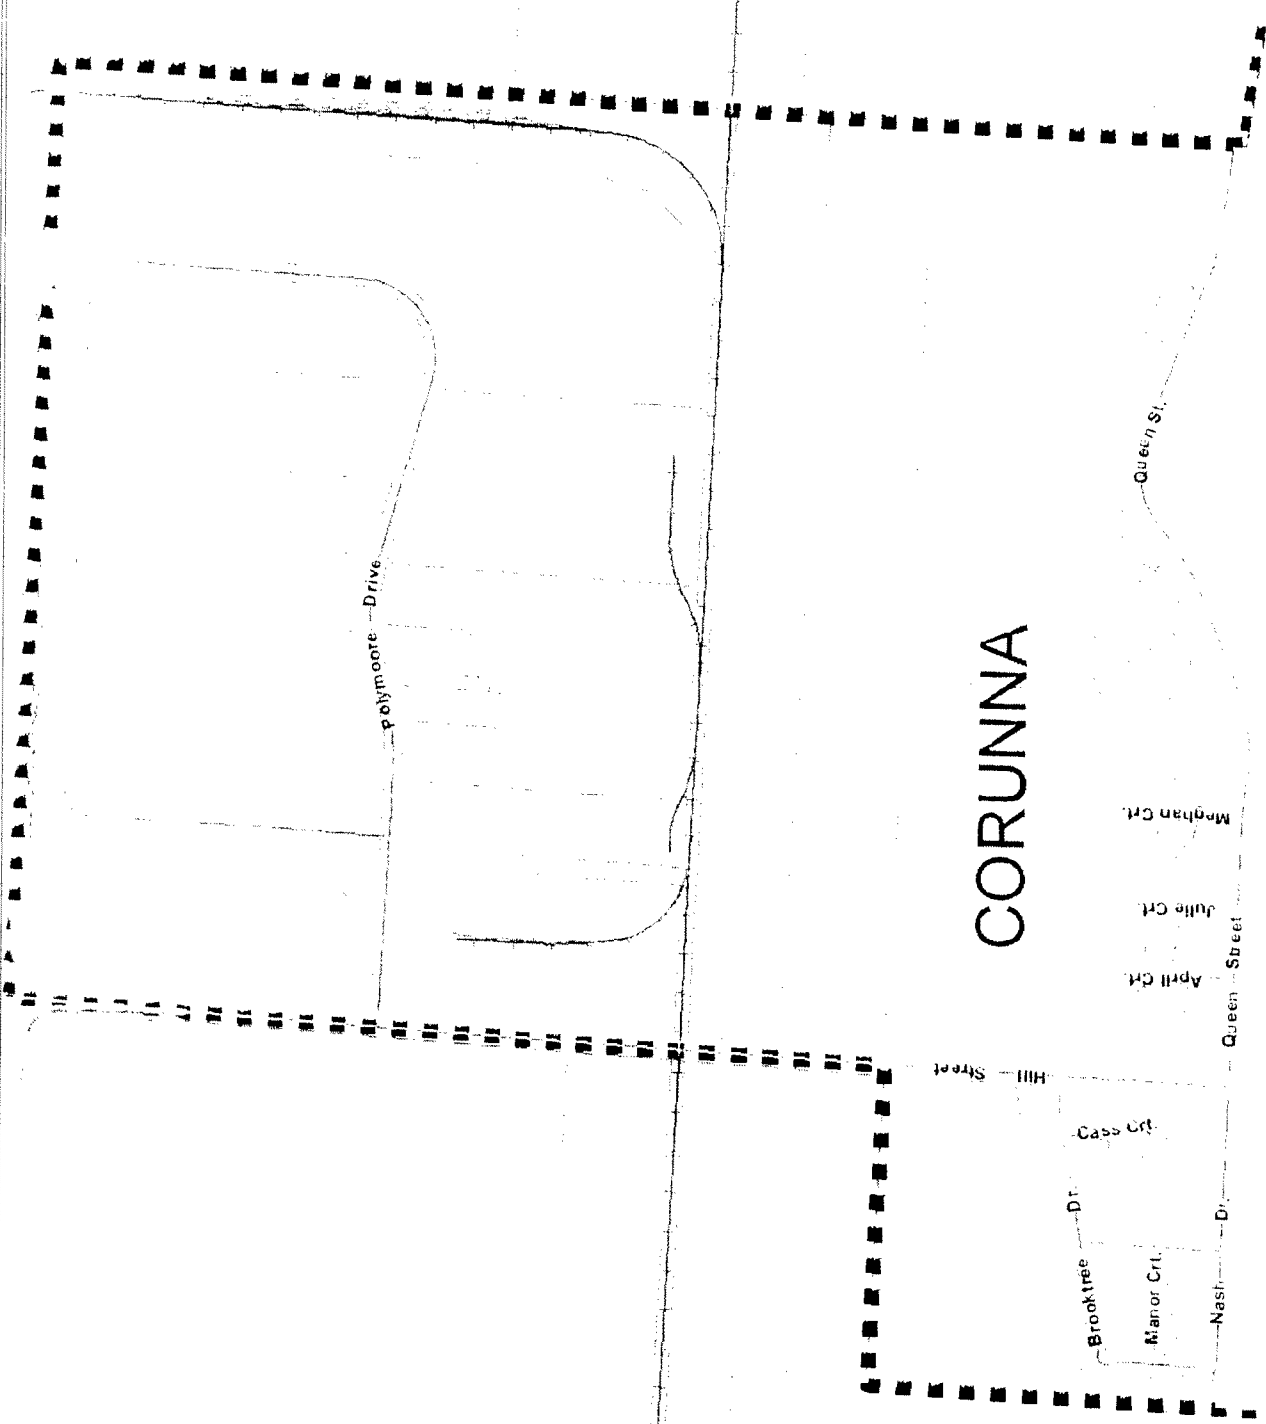 Queen St.
Polymoore Drive
CORUNNA
Meghan Crt.
Julie Crt.
April Crt.
Queen Street
Hill Street
Cass Crt.
Brooktree Dr.
Manor Crt.
Nash Dr.